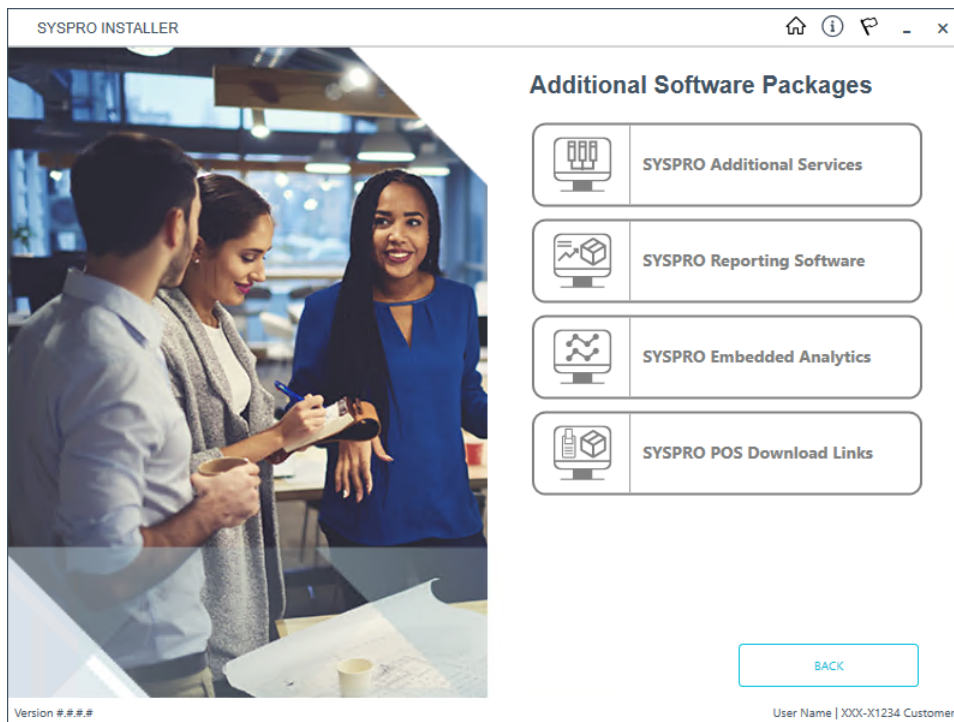 SYSPRO INSTALLER
Additional Software Packages
SYSPRO Additional Services
SYSPRO Reporting Software
SYSPRO Embedded Analytics
SYSPRO POS Download Links
BACK
Version #.#.#.#
User Name | XXX-X1234 Customer